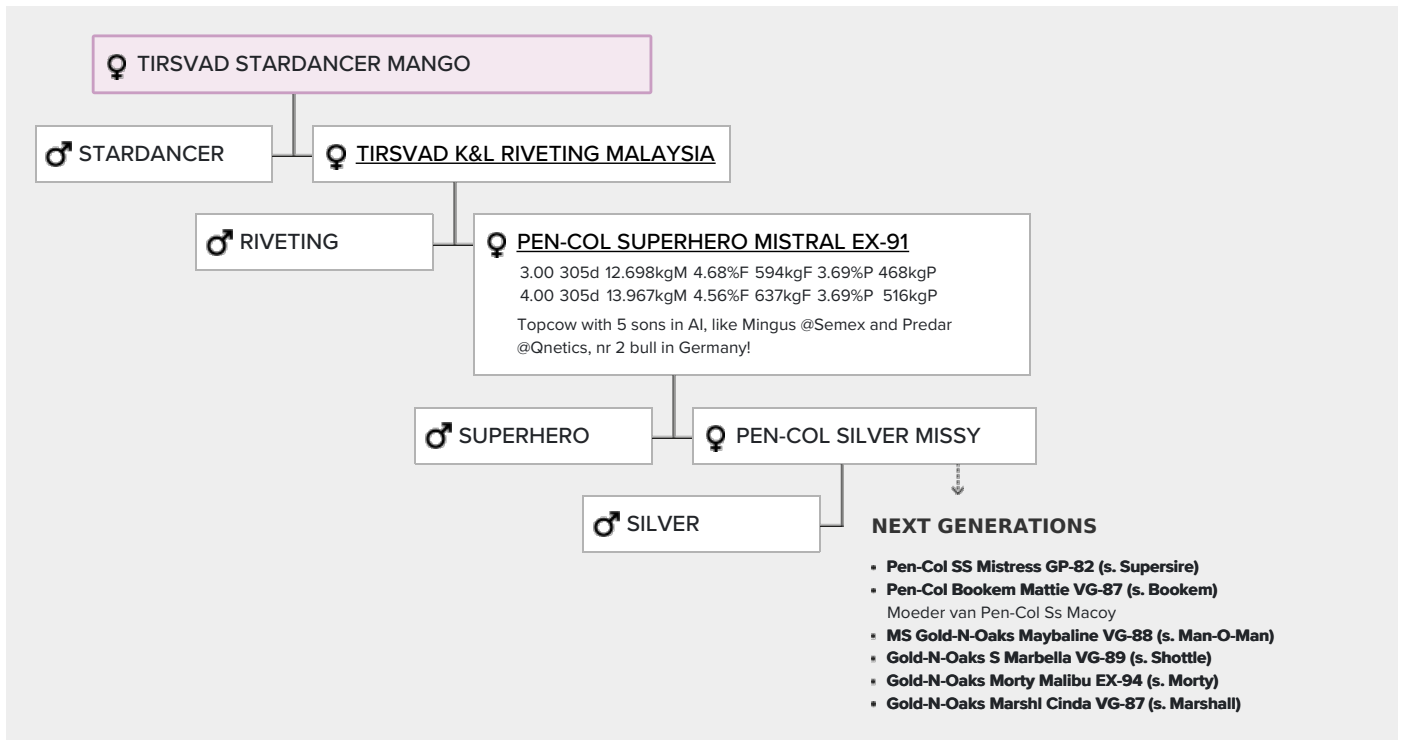 TIRSVAD STARDANCER MANGO
STARDANCER
TIRSVAD K&L RIVETING MALAYSIA
RIVETING
PEN-COL SUPERHERO MISTRAL EX-91
3.00 305d 12.698kgM 4.68%F 594kgF 3.69%P 468kgP
4.00 305d 13.967kgM 4.56%F 637kgF 3.69%P 516kgP
Topcow with 5 sons in AI, like Mingus @Semex and Predar
@Qnetics, nr 2 bull in Germany!
SUPERHERO
PEN-COL SILVER MISSY
SILVER
NEXT GENERATIONS
Pen-Col SS Mistress GP-82 (s. Supersire)
Pen-Col Bookem Mattie VG-87 (s. Bookem)
Moeder van Pen-Col Ss Macoy
MS Gold-N-Oaks Maybaline VG-88 (s. Man-O-Man)
Gold-N-Oaks S Marbella VG-89 (s. Shottle)
Gold-N-Oaks Morty Malibu EX-94 (s. Morty)
Gold-N-Oaks Marshl Cinda VG-87 (s. Marshall)